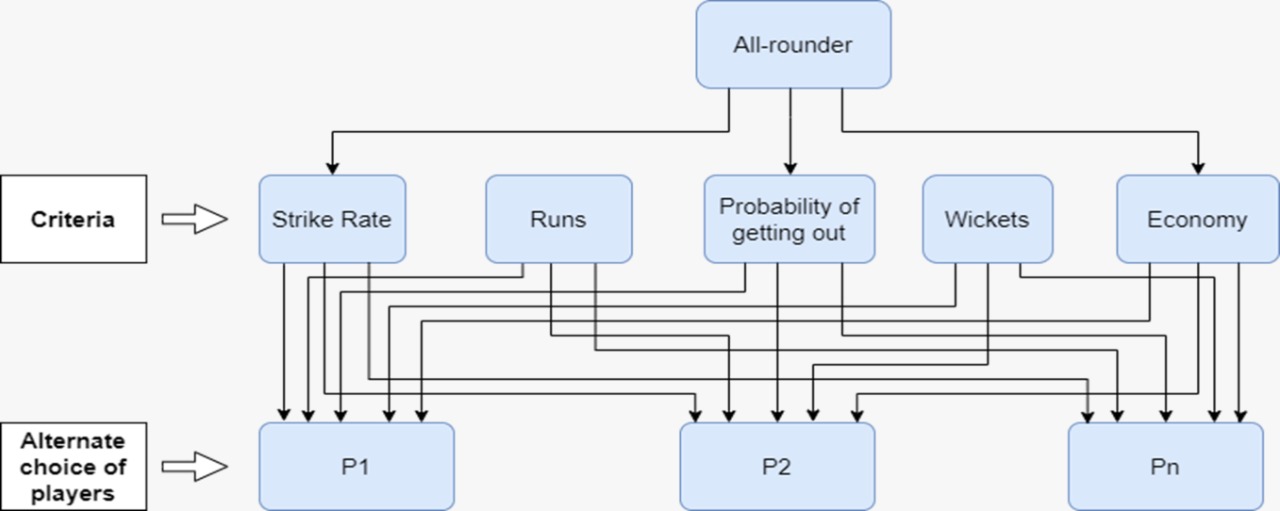 All-rounder
Criteria
Strike Rate
Runs
Probability of
getting out
Wickets
Economy
Alternate
choice of
players
P1
P2
Pn